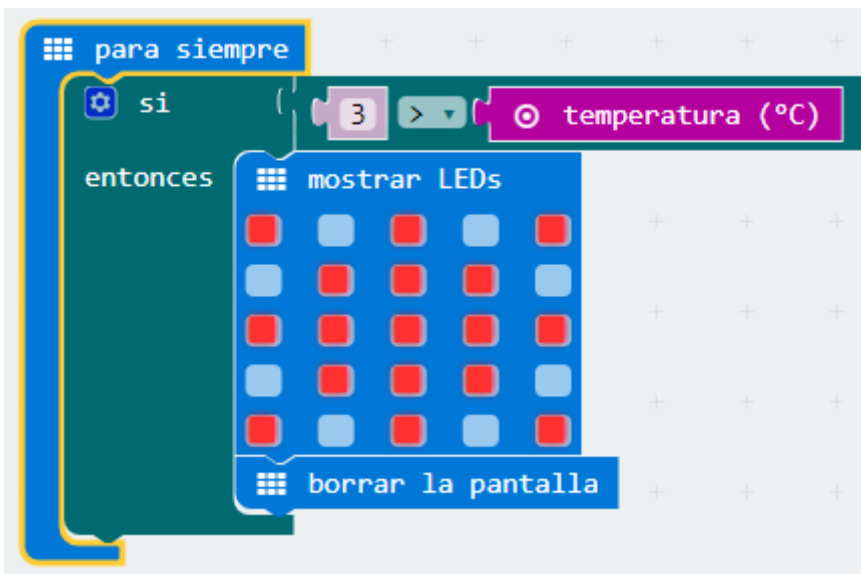 para siempre
si 3 > ▾ temperatura (°C)
entonces mostrar LEDs
borrar la pantalla